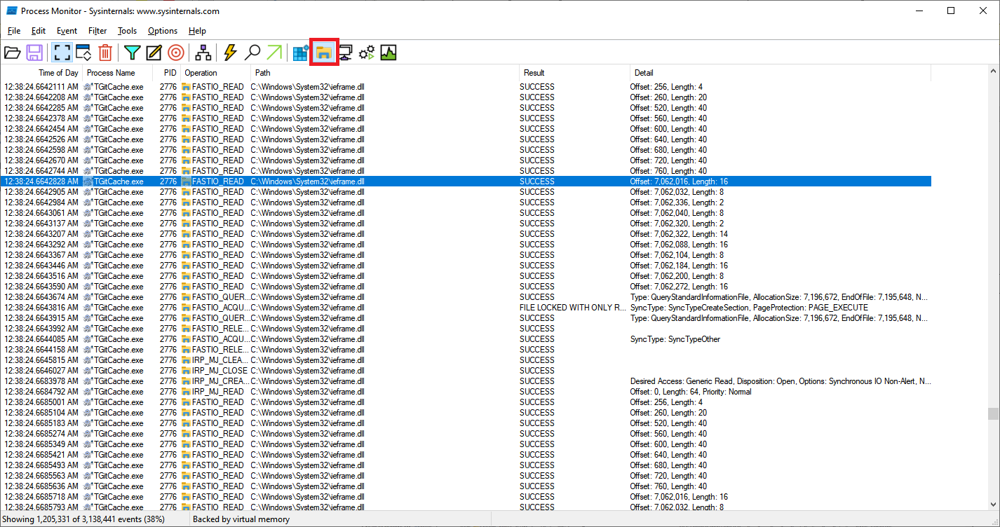 Process Monitor - Sysinternals: www.sysinternals.com
File Edit Event Filter Tools Options Help
Time of Day Process Name PID Operation Path Result Detail
12:38:24.6642111 AM TGitCache.exe 2776 FASTIO_READ C:\Windows\System32\ieframe.dll SUCCESS Offset: 256, Length: 4
12:38:24.6642208 AM TGitCache.exe 2776 FASTIO_READ C:\Windows\System32\ieframe.dll SUCCESS Offset: 260, Length: 20
12:38:24.6642285 AM TGitCache.exe 2776 FASTIO_READ C:\Windows\System32\ieframe.dll SUCCESS Offset: 520, Length: 40
12:38:24.6642378 AM TGitCache.exe 2776 FASTIO_READ C:\Windows\System32\ieframe.dll SUCCESS Offset: 560, Length: 40
12:38:24.6642454 AM TGitCache.exe 2776 FASTIO_READ C:\Windows\System32\ieframe.dll SUCCESS Offset: 600, Length: 40
12:38:24.6642526 AM TGitCache.exe 2776 FASTIO_READ C:\Windows\System32\ieframe.dll SUCCESS Offset: 640, Length: 40
12:38:24.6642598 AM TGitCache.exe 2776 FASTIO_READ C:\Windows\System32\ieframe.dll SUCCESS Offset: 680, Length: 40
12:38:24.6642670 AM TGitCache.exe 2776 FASTIO_READ C:\Windows\System32\ieframe.dll SUCCESS Offset: 720, Length: 40
12:38:24.6642744 AM TGitCache.exe 2776 FASTIO_READ C:\Windows\System32\ieframe.dll SUCCESS Offset: 760, Length: 40
12:38:24.6642828 AM TGitCache.exe 2776 FASTIO_READ C:\Windows\System32\ieframe.dll SUCCESS Offset: 7,062,016, Length: 16
12:38:24.6642905 AM TGitCache.exe 2776 FASTIO_READ C:\Windows\System32\ieframe.dll SUCCESS Offset: 7,062,032, Length: 8
12:38:24.6642984 AM TGitCache.exe 2776 FASTIO_READ C:\Windows\System32\ieframe.dll SUCCESS Offset: 7,062,336, Length: 2
12:38:24.6643061 AM TGitCache.exe 2776 FASTIO_READ C:\Windows\System32\ieframe.dll SUCCESS Offset: 7,062,040, Length: 8
12:38:24.6643137 AM TGitCache.exe 2776 FASTIO_READ C:\Windows\System32\ieframe.dll SUCCESS Offset: 7,062,320, Length: 2
12:38:24.6643207 AM TGitCache.exe 2776 FASTIO_READ C:\Windows\System32\ieframe.dll SUCCESS Offset: 7,062,322, Length: 14
12:38:24.6643292 AM TGitCache.exe 2776 FASTIO_READ C:\Windows\System32\ieframe.dll SUCCESS Offset: 7,062,088, Length: 16
12:38:24.6643367 AM TGitCache.exe 2776 FASTIO_READ C:\Windows\System32\ieframe.dll SUCCESS Offset: 7,062,104, Length: 8
12:38:24.6643446 AM TGitCache.exe 2776 FASTIO_READ C:\Windows\System32\ieframe.dll SUCCESS Offset: 7,062,184, Length: 16
12:38:24.6643516 AM TGitCache.exe 2776 FASTIO_READ C:\Windows\System32\ieframe.dll SUCCESS Offset: 7,062,200, Length: 8
12:38:24.6643590 AM TGitCache.exe 2776 FASTIO_READ C:\Windows\System32\ieframe.dll SUCCESS Offset: 7,062,272, Length: 16
12:38:24.6643674 AM TGitCache.exe 2776 FASTIO_QUER... C:\Windows\System32\ieframe.dll SUCCESS Type: QueryStandardInformationFile, AllocationSize: 7,196,672, EndOfFile: 7,195,648, N...
12:38:24.6643816 AM TGitCache.exe 2776 FASTIO_ACQU... C:\Windows\System32\ieframe.dll FILE LOCKED WITH ONLY R... SyncType: SyncTypeCreateSection, PageProtection: PAGE_EXECUTE
12:38:24.6643915 AM TGitCache.exe 2776 FASTIO_QUER... C:\Windows\System32\ieframe.dll SUCCESS Type: QueryStandardInformationFile, AllocationSize: 7,196,672, EndOfFile: 7,195,648, N...
12:38:24.6643992 AM TGitCache.exe 2776 FASTIO_RELE... C:\Windows\System32\ieframe.dll SUCCESS
12:38:24.6644085 AM TGitCache.exe 2776 FASTIO_ACQU... C:\Windows\System32\ieframe.dll SUCCESS SyncType: SyncTypeOther
12:38:24.6644158 AM TGitCache.exe 2776 FASTIO_RELE... C:\Windows\System32\ieframe.dll SUCCESS
12:38:24.6645815 AM TGitCache.exe 2776 IRP_MJ_CLEA... C:\Windows\System32\ieframe.dll SUCCESS
12:38:24.6646027 AM TGitCache.exe 2776 IRP_MJ_CLOSE C:\Windows\System32\ieframe.dll SUCCESS
12:38:24.6683978 AM TGitCache.exe 2776 IRP_MJ_CREA... C:\Windows\System32\ieframe.dll SUCCESS Desired Access: Generic Read, Disposition: Open, Options: Synchronous IO Non-Alert, N...
12:38:24.6684792 AM TGitCache.exe 2776 IRP_MJ_READ C:\Windows\System32\ieframe.dll SUCCESS Offset: 0, Length: 64, Priority: Normal
12:38:24.6685001 AM TGitCache.exe 2776 FASTIO_READ C:\Windows\System32\ieframe.dll SUCCESS Offset: 256, Length: 4
12:38:24.6685104 AM TGitCache.exe 2776 FASTIO_READ C:\Windows\System32\ieframe.dll SUCCESS Offset: 260, Length: 20
12:38:24.6685183 AM TGitCache.exe 2776 FASTIO_READ C:\Windows\System32\ieframe.dll SUCCESS Offset: 520, Length: 40
12:38:24.6685274 AM TGitCache.exe 2776 FASTIO_READ C:\Windows\System32\ieframe.dll SUCCESS Offset: 560, Length: 40
12:38:24.6685349 AM TGitCache.exe 2776 FASTIO_READ C:\Windows\System32\ieframe.dll SUCCESS Offset: 600, Length: 40
12:38:24.6685421 AM TGitCache.exe 2776 FASTIO_READ C:\Windows\System32\ieframe.dll SUCCESS Offset: 640, Length: 40
12:38:24.6685493 AM TGitCache.exe 2776 FASTIO_READ C:\Windows\System32\ieframe.dll SUCCESS Offset: 680, Length: 40
12:38:24.6685563 AM TGitCache.exe 2776 FASTIO_READ C:\Windows\System32\ieframe.dll SUCCESS Offset: 720, Length: 40
12:38:24.6685636 AM TGitCache.exe 2776 FASTIO_READ C:\Windows\System32\ieframe.dll SUCCESS Offset: 760, Length: 40
12:38:24.6685718 AM TGitCache.exe 2776 FASTIO_READ C:\Windows\System32\ieframe.dll SUCCESS Offset: 7,062,016, Length: 16
12:38:24.6685793 AM TGitCache.exe 2776 FASTIO_READ C:\Windows\System32\ieframe.dll SUCCESS Offset: 7,062,032, Length: 8
Showing 1,205,331 of 3,138,441 events (38%) Backed by virtual memory